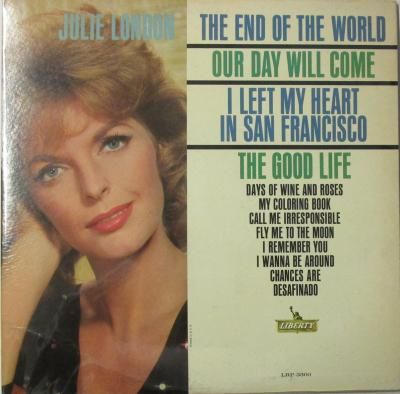 JULIE LONDON
THE END OF THE WORLD
OUR DAY WILL COME
I LEFT MY HEART
IN SAN FRANCISCO
THE GOOD LIFE
DAYS OF WINE AND ROSES
MY COLORING BOOK
CALL ME IRRESPONSIBLE
FLY ME TO THE MOON
I REMEMBER YOU
I WANNA BE AROUND
CHANCES ARE
DESAFINADO
LIBERTY
LRP-3300